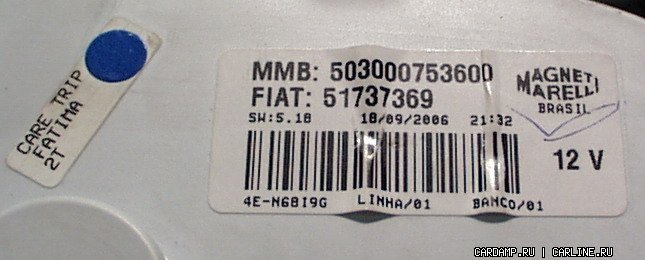 CARE TRIP
FATIMA
2T
MMB: 503000753600
FIAT: 51737369
SW:5.18 18/09/2006 21:32
MAGNETI
MARELLI
BRASIL
12 V
4E-N68I9G LINHA/01 BANCO/01
CARDAMP.RU | CARLINE.RU